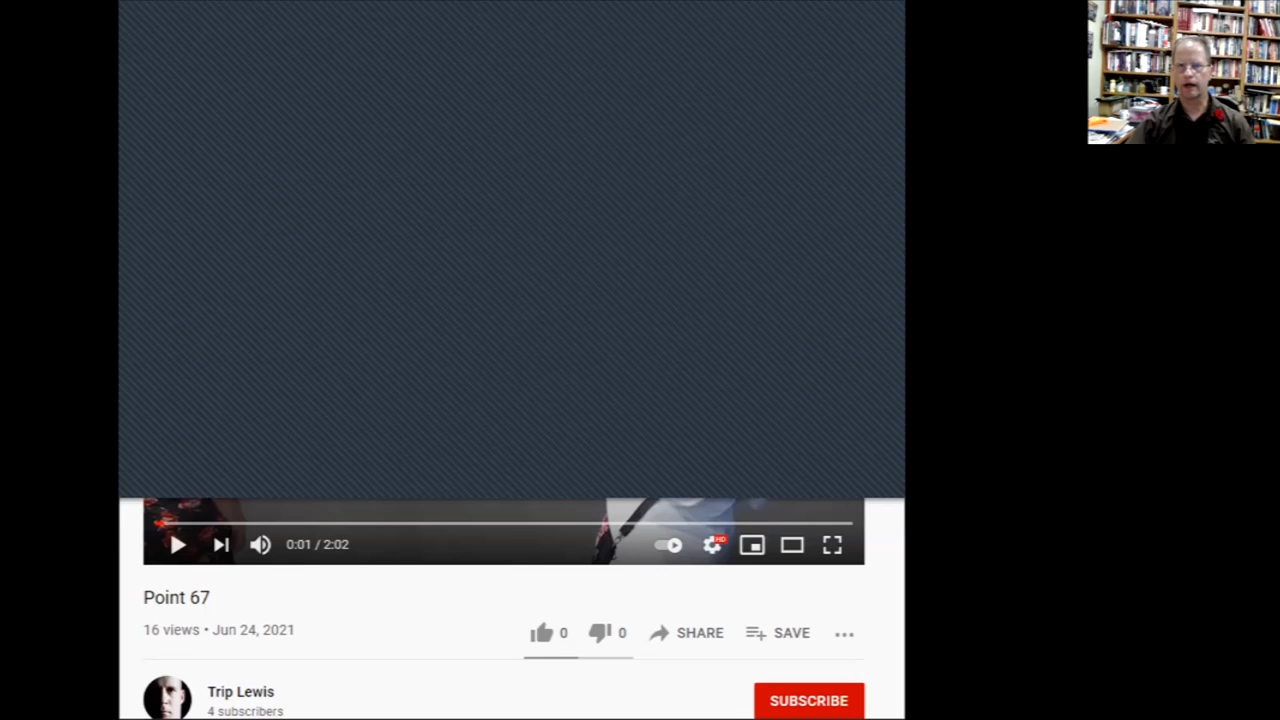 0:01 / 2:02
HD
Point 67
16 views • Jun 24, 2021
0
0
SHARE
SAVE
Trip Lewis
4 subscribers
SUBSCRIBE